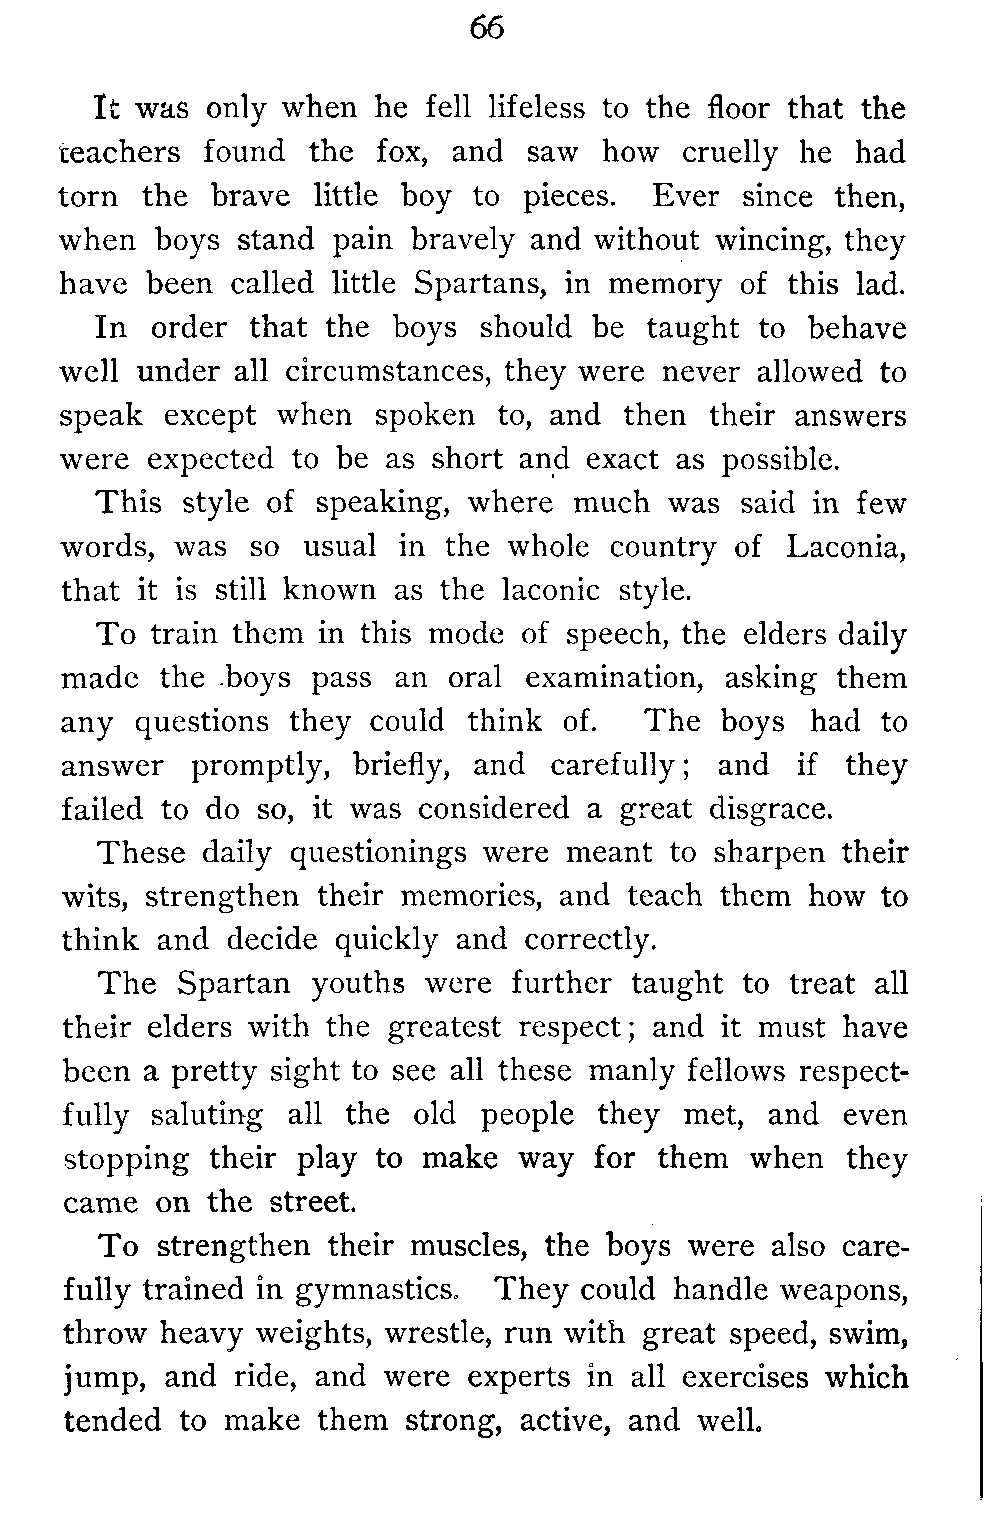 66
It was only when he fell lifeless to the floor that the
teachers found the fox, and saw how cruelly he had
torn the brave little boy to pieces. Ever since then,
when boys stand pain bravely and without wincing, they
have been called little Spartans, in memory of this lad.
In order that the boys should be taught to behave
well under all circumstances, they were never allowed to
speak except when spoken to, and then their answers
were expected to be as short and exact as possible.
This style of speaking, where much was said in few
words, was so usual in the whole country of Laconia,
that it is still known as the laconic style.
To train them in this mode of speech, the elders daily
made the boys pass an oral examination, asking them
any questions they could think of. The boys had to
answer promptly, briefly, and carefully; and if they
failed to do so, it was considered a great disgrace.
These daily questionings were meant to sharpen their
wits, strengthen their memories, and teach them how to
think and decide quickly and correctly.
The Spartan youths were further taught to treat all
their elders with the greatest respect; and it must have
been a pretty sight to see all these manly fellows respect-
fully saluting all the old people they met, and even
stopping their play to make way for them when they
came on the street.
To strengthen their muscles, the boys were also care-
fully trained in gymnastics. They could handle weapons,
throw heavy weights, wrestle, run with great speed, swim,
jump, and ride, and were experts in all exercises which
tended to make them strong, active, and well.